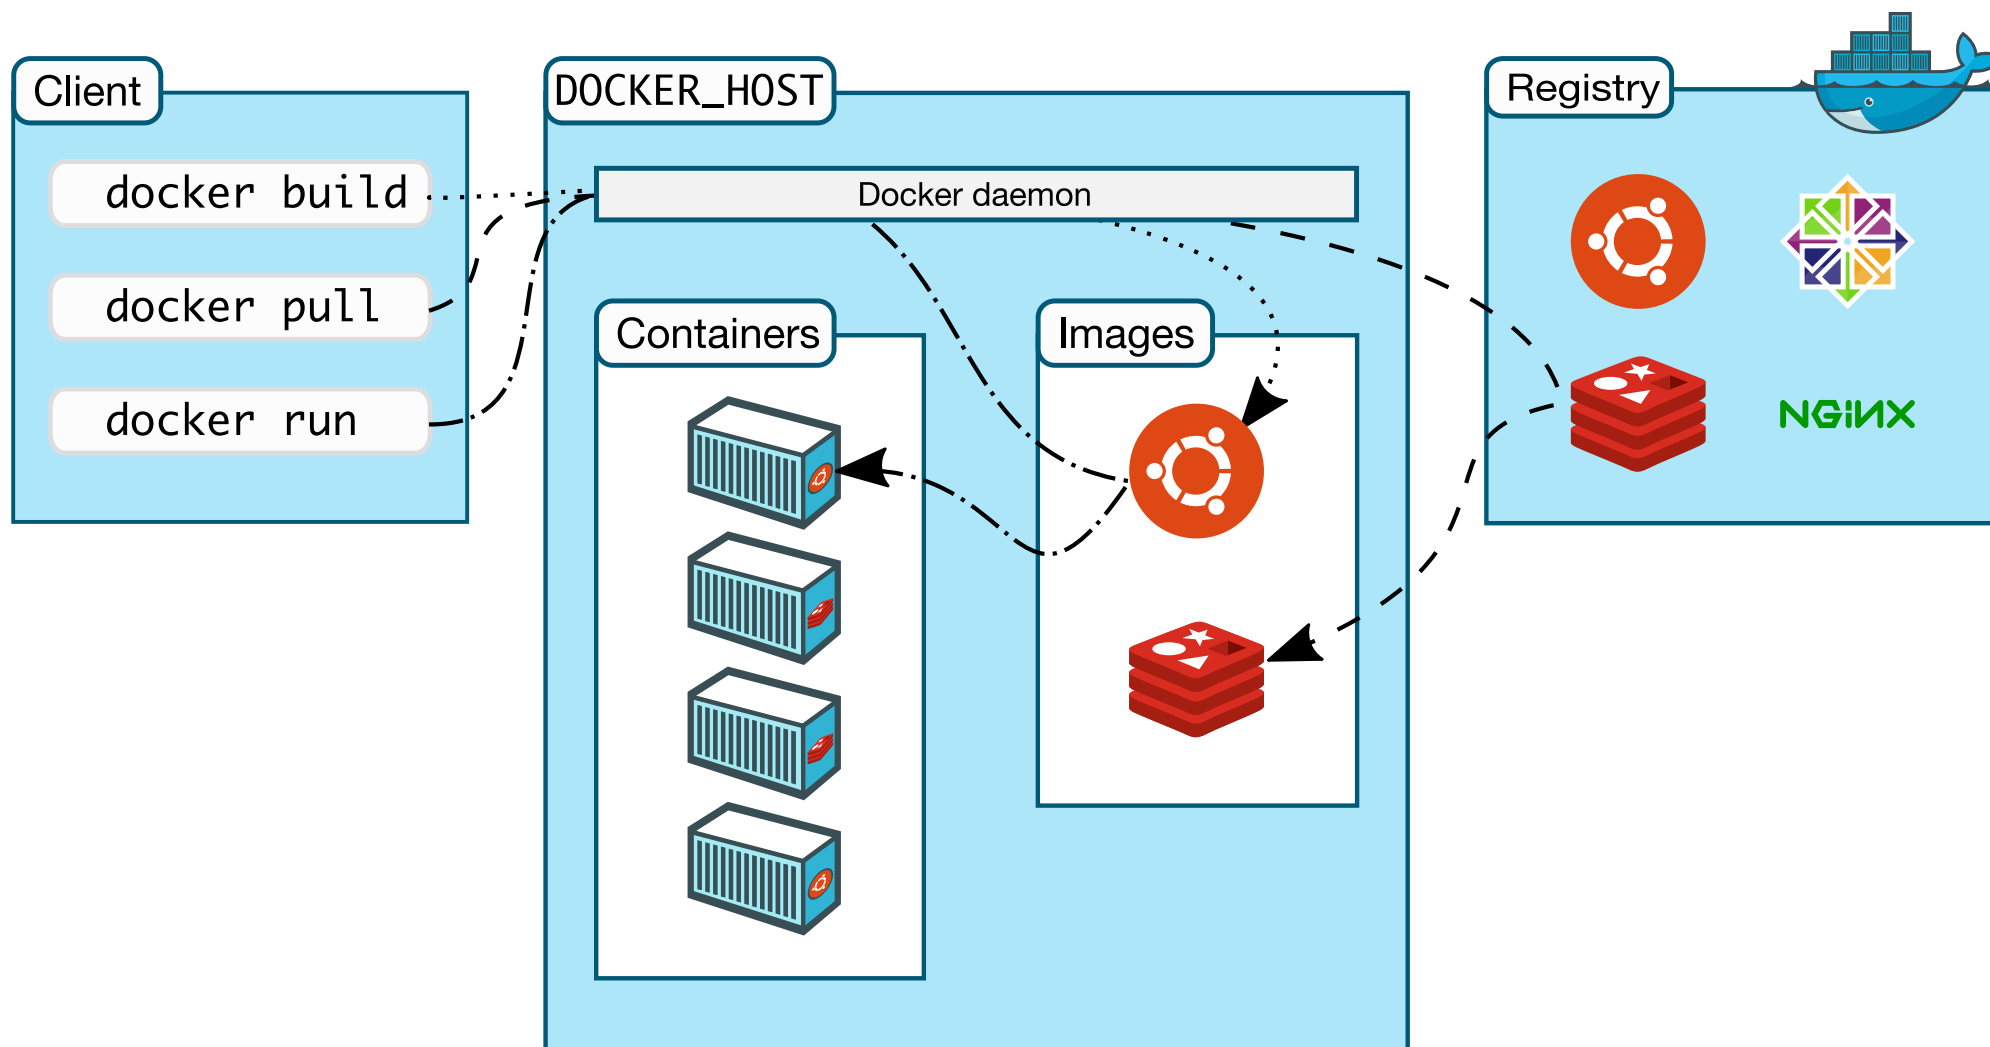 Client
docker build
docker pull
docker run
DOCKER_HOST
Docker daemon
Containers
Images
Registry
NGiNX